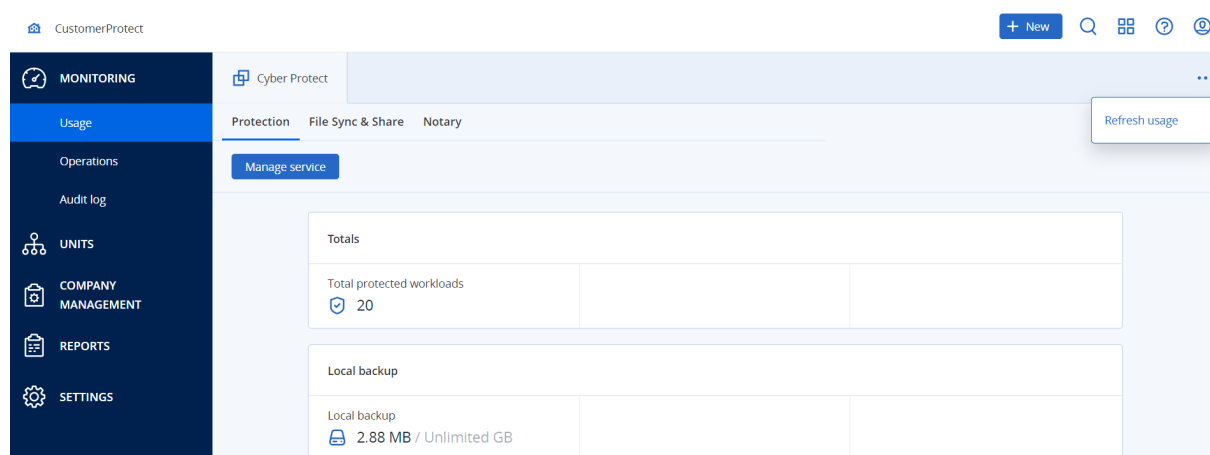 CustomerProtect
+ New
MONITORING
Usage
Operations
Audit log
UNITS
COMPANY
MANAGEMENT
REPORTS
SETTINGS
Cyber Protect
Refresh usage
Protection File Sync & Share Notary
Manage service
Totals
Total protected workloads
20
Local backup
Local backup
2.88 MB / Unlimited GB